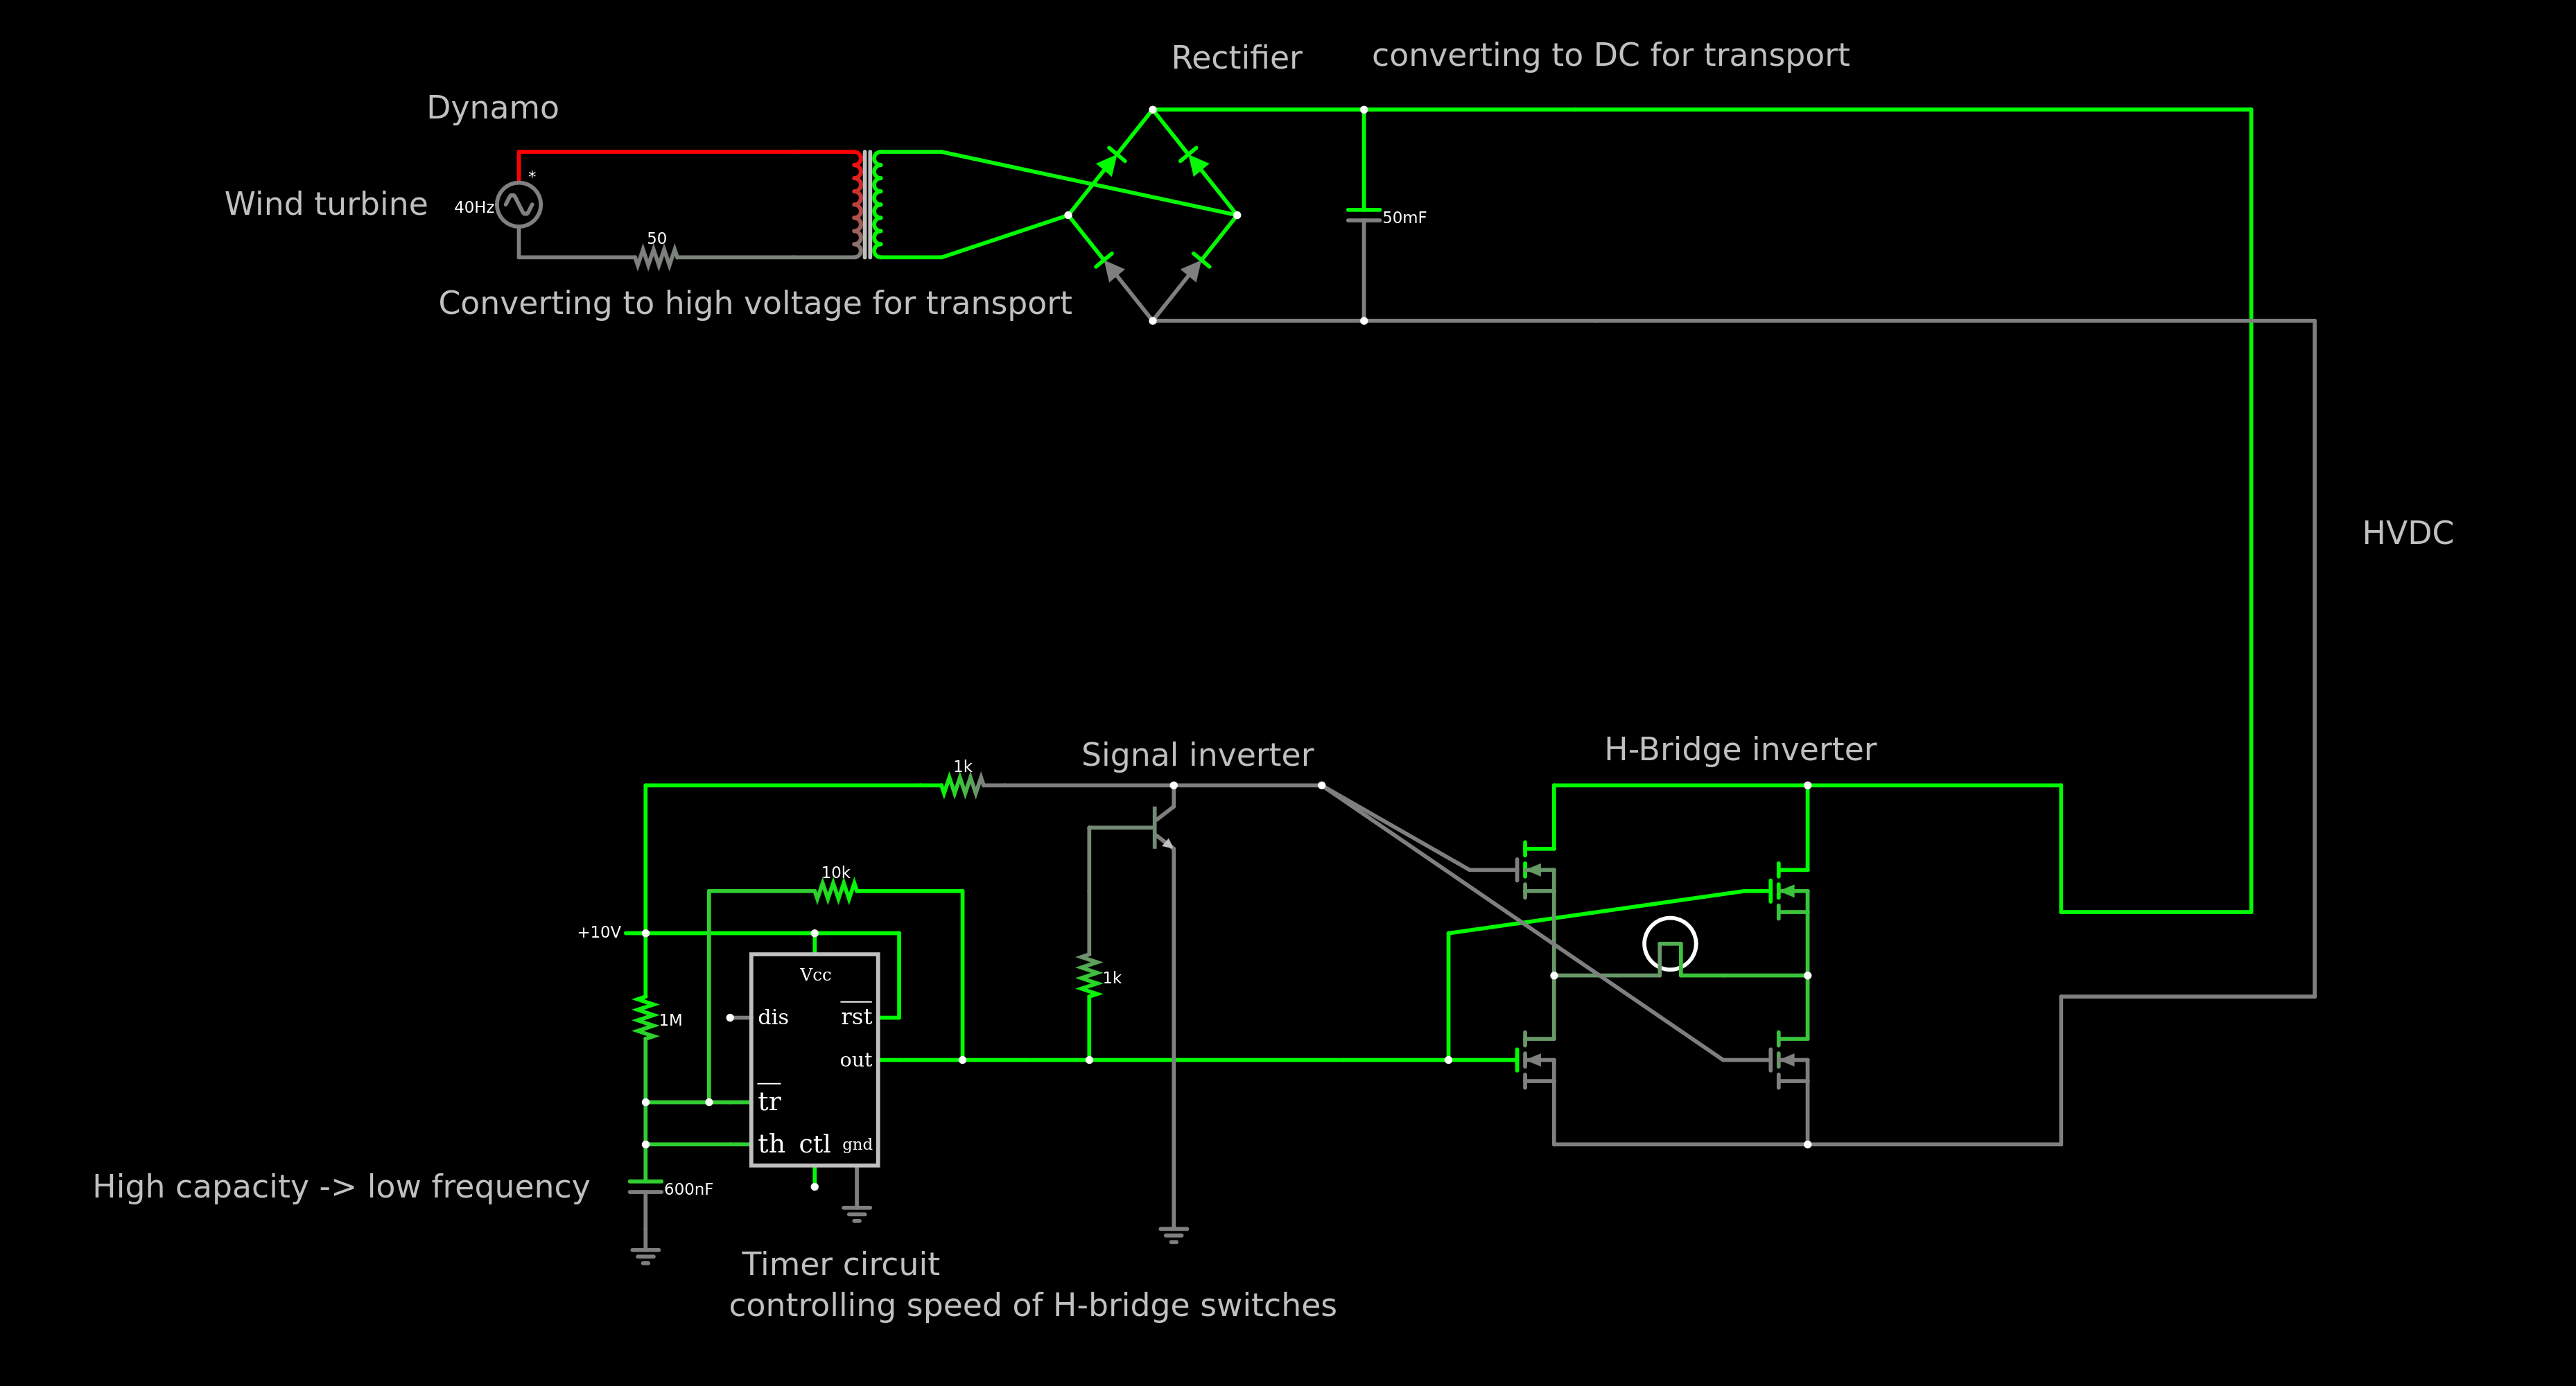 Rectifier
converting to DC for transport
Dynamo
*
Wind turbine
40Hz
50
50mF
Converting to high voltage for transport
HVDC
Signal inverter
H-Bridge inverter
1k
10k
+10V
Vcc
1k
dis
rst
1M
out
tr
th
ctl
gnd
High capacity -> low frequency
600nF
Timer circuit
controlling speed of H-bridge switches